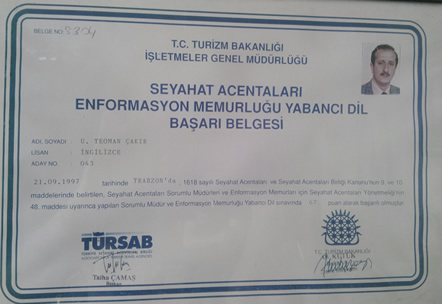 BELGE NO: 8304
T.C. TURİZM BAKANLIĞI
İŞLETMELER GENEL MÜDÜRLÜĞÜ
SEYAHAT ACENTALARI
ENFORMASYON MEMURLUĞU YABANCI DİL
BAŞARI BELGESİ
ADI, SOYADI : U. TEOMAN ÇAKIR
LİSAN : İNGİLİZCE
ADAY NO. : 045
21.09.1997 tarihinde TRABZON'da 1618 sayılı Seyahat Acentaları ve Seyahat Acentaları Birliği Kanunu'nun 9. ve 10.
maddelerinde belirtilen, Seyahat Acentaları Sorumlu Müdürleri ve Enformasyon Memurları için Seyahat Acentaları Yönetmeliği'nin
48. maddesi uyarınca yapılan Sorumlu Müdür ve Enformasyon Memurluğu Yabancı Dil sınavında puan alarak başarılı olmuştur.
TÜRSAB
Talha ÇAMAŞ
T.C. TURİZM BAKANLIĞI